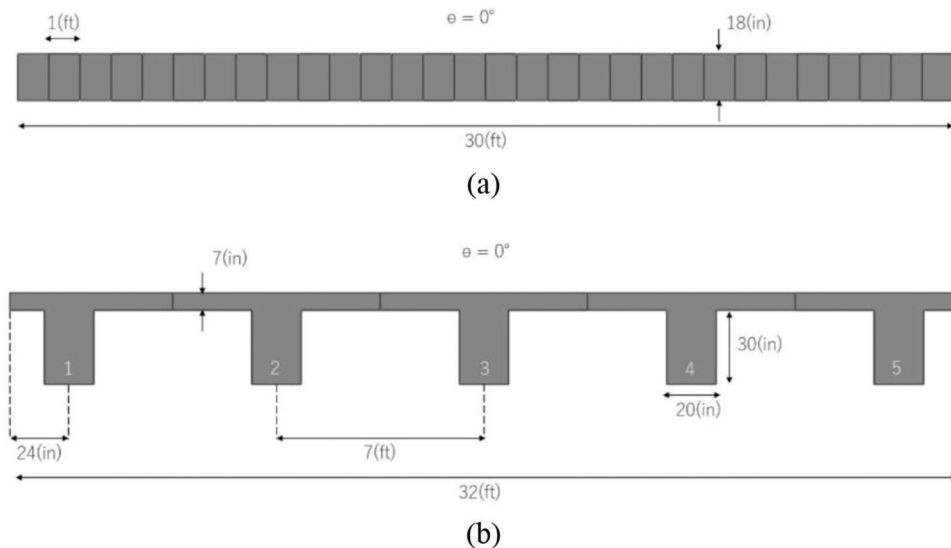 1(ft)
ɵ = 0°
18(in)
30(ft)
(a)
7(in)
ɵ = 0°
1 2 3 4 5
30(in)
20(in)
24(in)
7(ft)
32(ft)
(b)